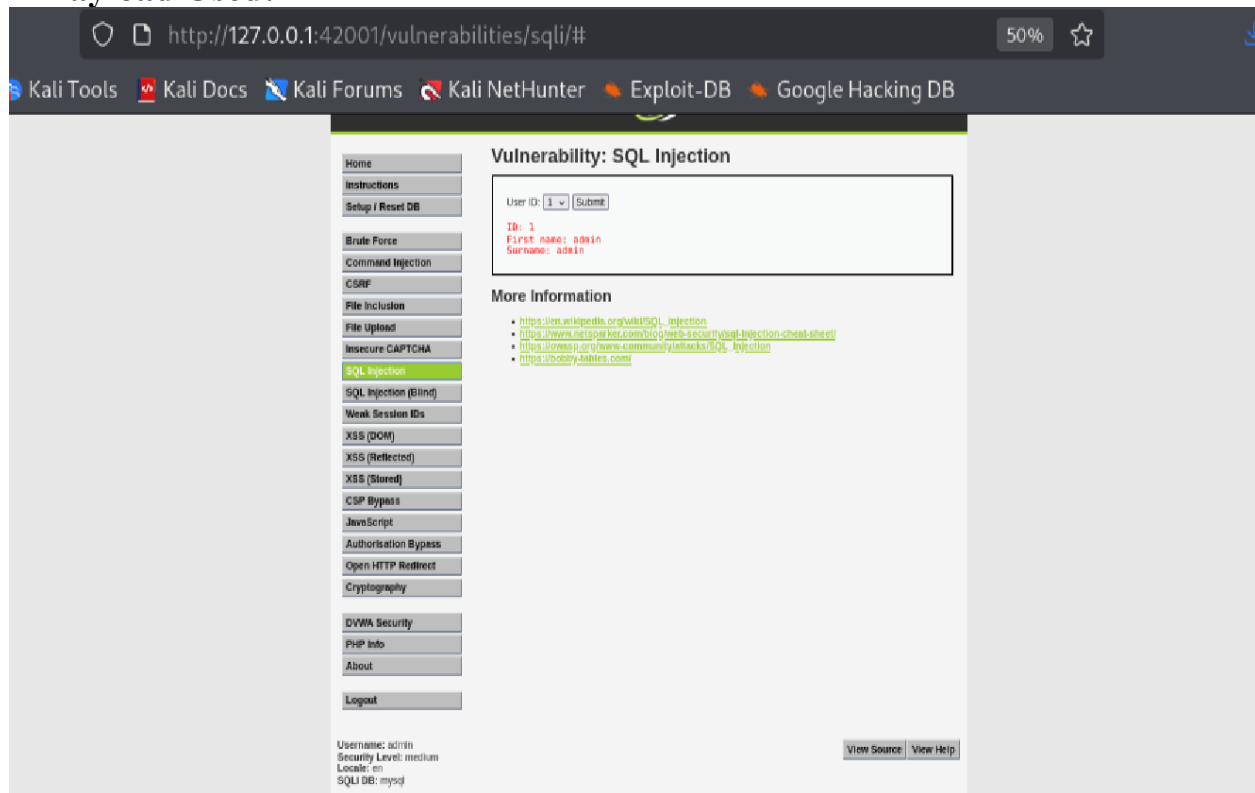 http://127.0.0.1:42001/vulnerabilities/sqli/#
50%
Kali Tools Kali Docs Kali Forums Kali NetHunter Exploit-DB Google Hacking DB
Home
Instructions
Setup / Reset DB
Brute Force
Command Injection
CSRF
File Inclusion
File Upload
Insecure CAPTCHA
SQL Injection
SQL Injection (Blind)
Weak Session IDs
XSS (DOM)
XSS (Reflected)
XSS (Stored)
CSP Bypass
JavaScript
Authorisation Bypass
Open HTTP Redirect
Cryptography
DVWA Security
PHP Info
About
Logout
Vulnerability: SQL Injection
User ID: 1 Submit
ID: 1
First name: admin
Surname: admin
More Information
https://en.wikipedia.org/wiki/SQL_injection
https://www.netsparker.com/blog/web-security/sql-injection-cheat-sheet/
https://owasp.org/www-community/attacks/SQL_Injection
https://bobby-tables.com/
Username: admin
Security Level: medium
Locale: en
SQLi DB: mysql
View Source View Help